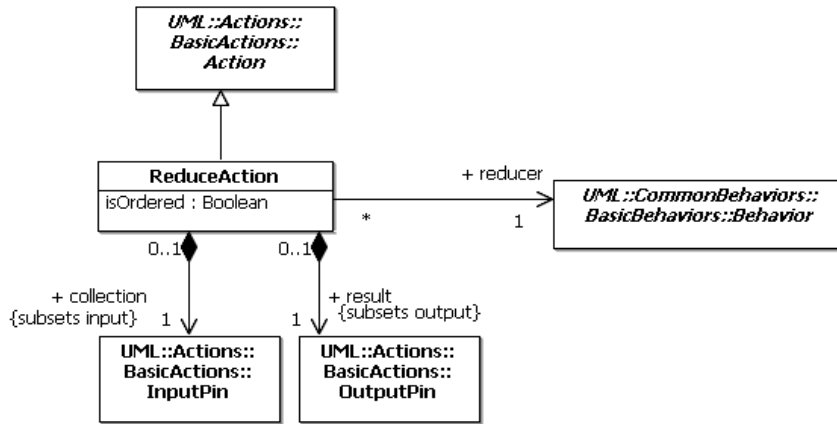 UML::Actions::
BasicActions::
Action
ReduceAction
isOrdered : Boolean
+ reducer
*
1
UML::CommonBehaviors::
BasicBehaviors::Behavior
0..1
0..1
+ collection
{subsets input}
1
+ result
{subsets output}
1
UML::Actions::
BasicActions::
InputPin
UML::Actions::
BasicActions::
OutputPin